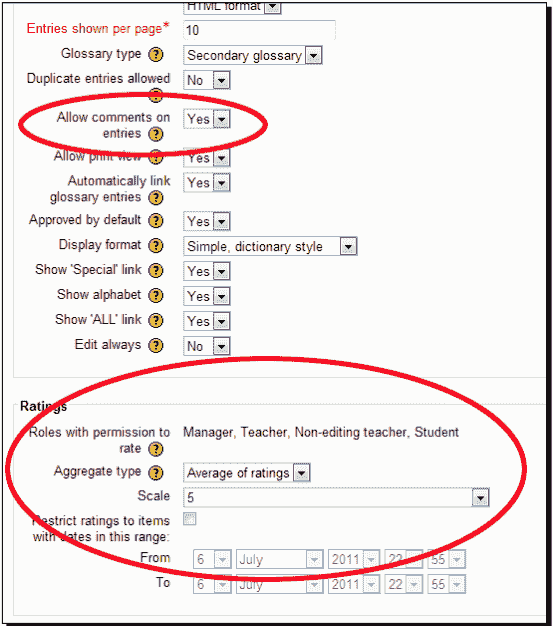 HTML format
Entries shown per page* 10
Glossary type ? Secondary glossary
Duplicate entries allowed No
?
Allow comments on Yes
entries ?
Allow print view ? Yes
Automatically link Yes
glossary entries ?
Approved by default ? Yes
Display format ? Simple, dictionary style
Show 'Special' link ? Yes
Show alphabet ? Yes
Show 'ALL' link ? Yes
Edit always ? No
Ratings
Roles with permission to Manager, Teacher, Non-editing teacher, Student
rate ?
Aggregate type ? Average of ratings
Scale 5
Restrict ratings to items
with dates in this range:
From 6 July 2011 22 55
To 6 July 2011 22 55